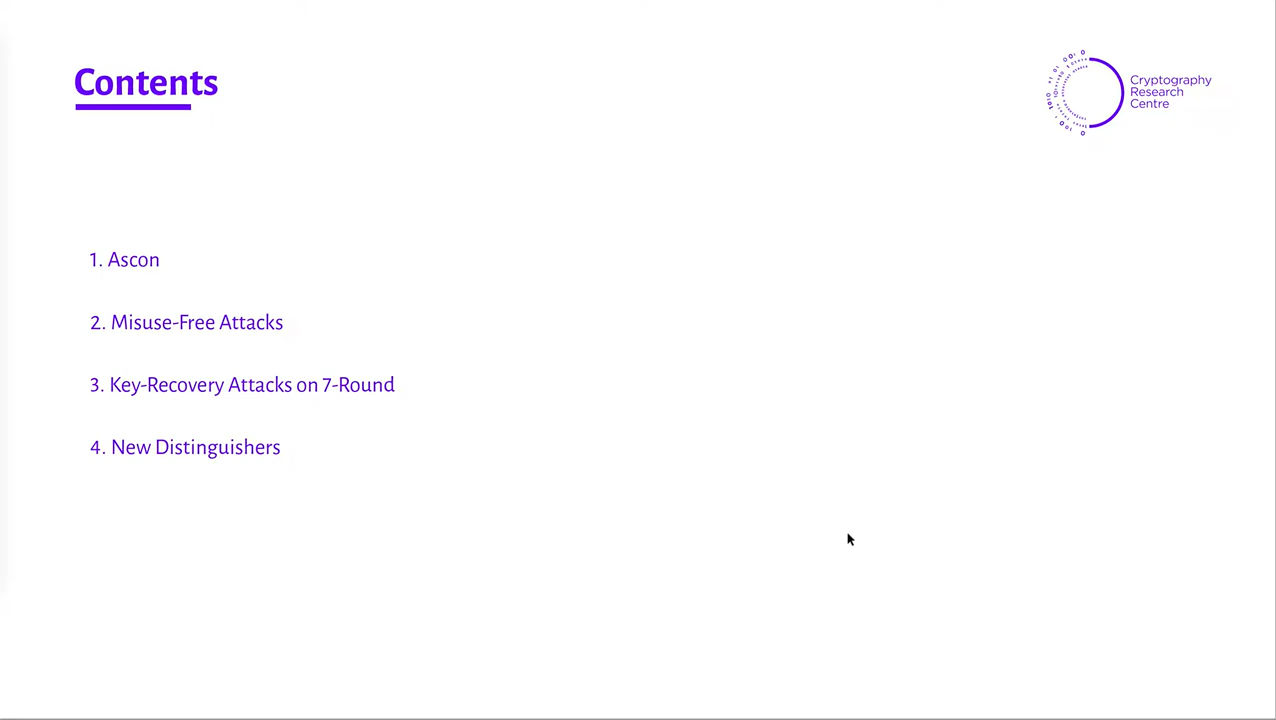 Contents
Cryptography
Research
Centre
1. Ascon
2. Misuse-Free Attacks
3. Key-Recovery Attacks on 7-Round
4. New Distinguishers